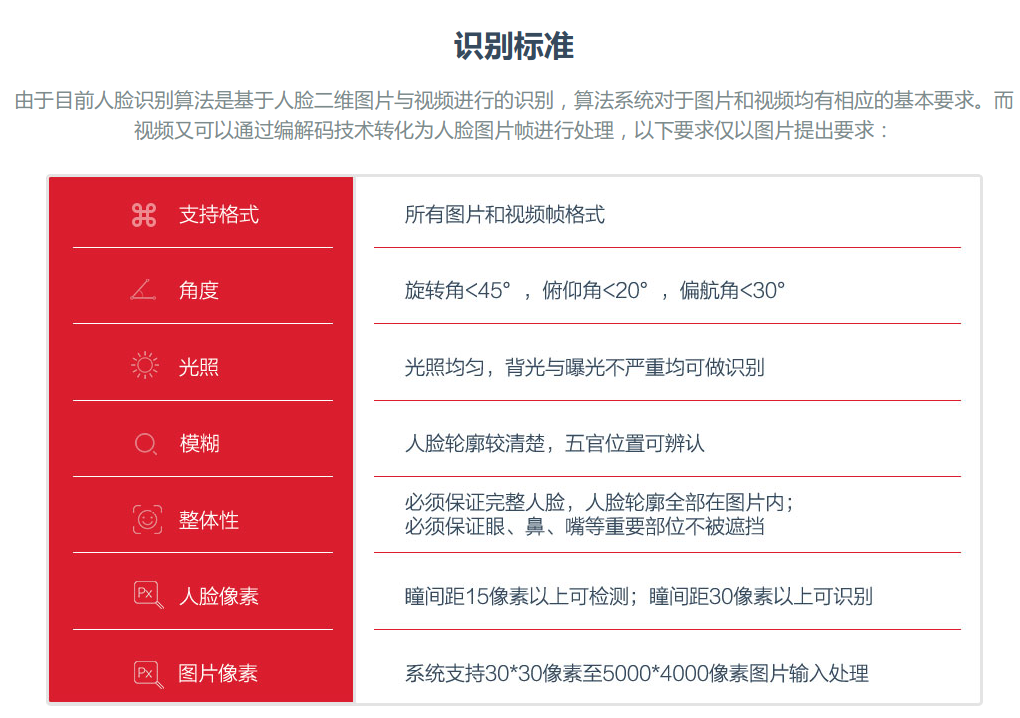 识别标准
由于目前人脸识别算法是基于人脸二维图片与视频进行的识别，算法系统对于图片和视频均有相应的基本要求。而
视频又可以通过编解码技术转化为人脸图片帧进行处理，以下要求仅以图片提出要求：
支持格式 所有图片和视频帧格式
角度 旋转角<45°，俯仰角<20°，偏航角<30°
光照 光照均匀，背光与曝光不严重均可做识别
模糊 人脸轮廓较清楚，五官位置可辨认
整体性 必须保证完整人脸，人脸轮廓全部在图片内；
必须保证眼、鼻、嘴等重要部位不被遮挡
Px 人脸像素 瞳间距15像素以上可检测；瞳间距30像素以上可识别
Px 图片像素 系统支持30*30像素至5000*4000像素图片输入处理